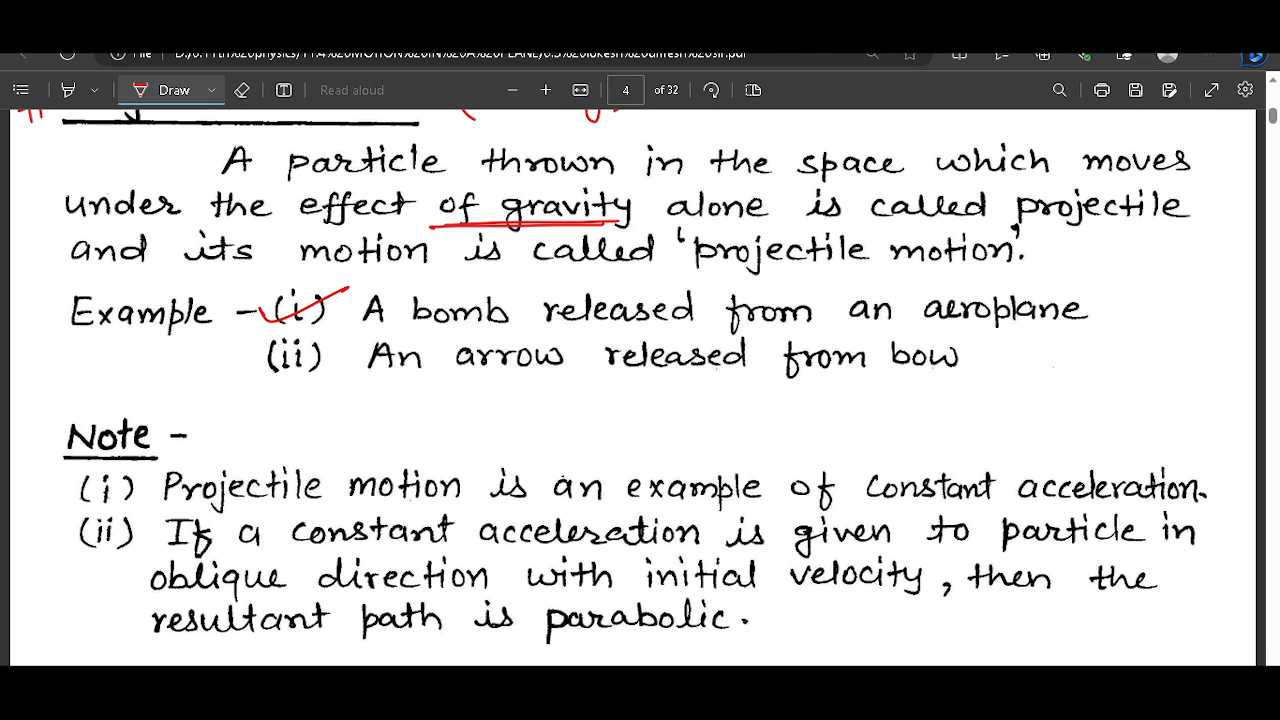 File
Draw
Read aloud
4 of 32
A particle thrown in the space which moves
under the effect of gravity alone is called projectile
and its motion is called 'projectile motion'.
Example - (i) A bomb released from an aeroplane
(ii) An arrow released from bow
Note -
(i) Projectile motion is an example of constant acceleration.
(ii) If a constant acceleration is given to particle in
oblique direction with initial velocity, then the
resultant path is parabolic.